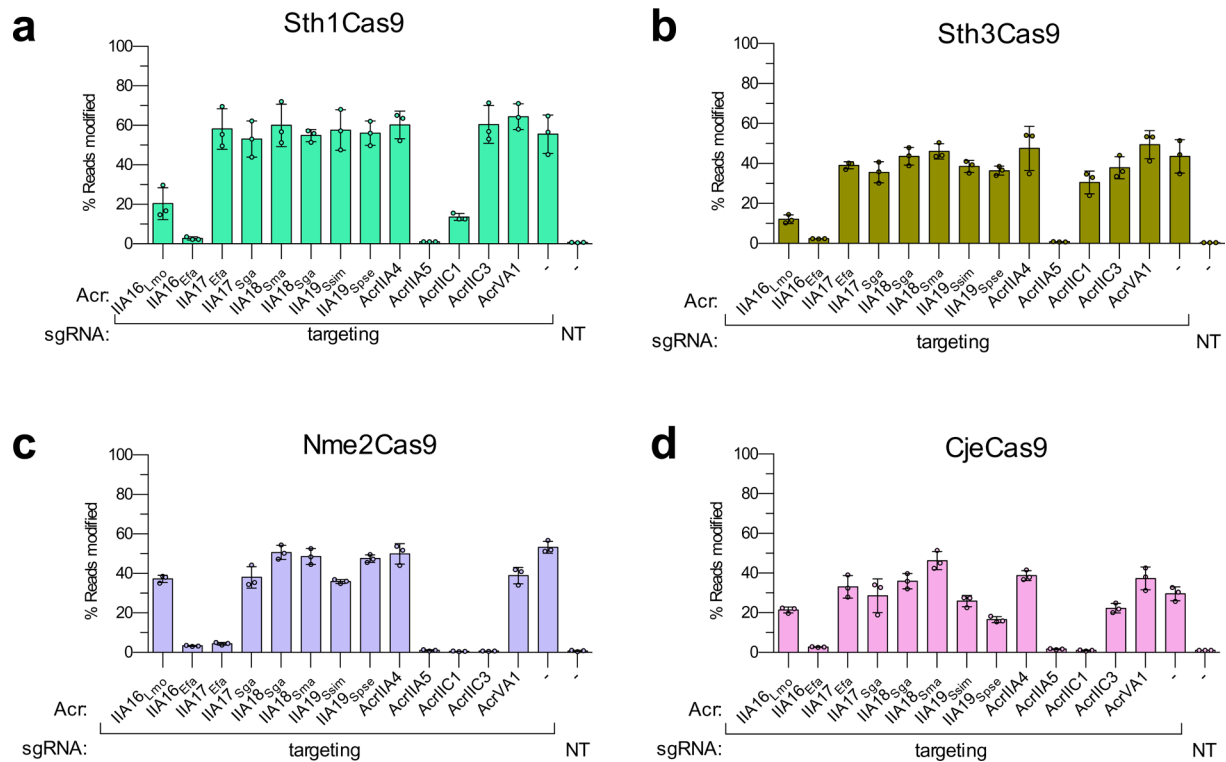 a
Sth1Cas9
% Reads modified
100
80
60
40
20
0
Acr:
IIA16Lmo
IIA16Efa
IIA17Efa
IIA17Sga
IIA18Sma
IIA18Sga
IIA19Ssim
IIA19Spse
AcrIIA4
AcrIIA5
AcrIIC1
AcrIIC3
AcrVA1
-
-
sgRNA:
targeting
NT
b
Sth3Cas9
% Reads modified
100
80
60
40
20
0
Acr:
IIA16Lmo
IIA16Efa
IIA17Efa
IIA17Sga
IIA18Sga
IIA18Sma
IIA19Ssim
IIA19Spse
AcrIIA4
AcrIIA5
AcrIIC1
AcrIIC3
AcrVA1
-
-
sgRNA:
targeting
NT
c
Nme2Cas9
% Reads modified
100
80
60
40
20
0
Acr:
IIA16Lmo
IIA16Efa
IIA17Efa
IIA17Sga
IIA18Sga
IIA18Sma
IIA19Ssim
IIA19Spse
AcrIIA4
AcrIIA5
AcrIIC1
AcrIIC3
AcrVA1
-
-
sgRNA:
targeting
NT
d
CjeCas9
% Reads modified
100
80
60
40
20
0
Acr:
IIA16Lmo
IIA16Efa
IIA17Efa
IIA17Sga
IIA18Sga
IIA18Sma
IIA19Ssim
IIA19Spse
AcrIIA4
AcrIIA5
AcrIIC1
AcrIIC3
AcrVA1
-
-
sgRNA:
targeting
NT